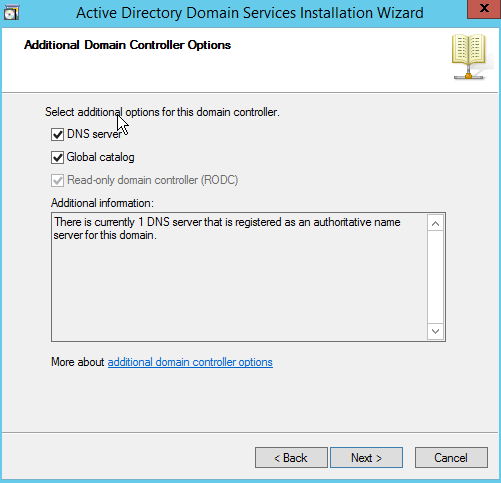 Active Directory Domain Services Installation Wizard
x
Additional Domain Controller Options
Select additional options for this domain controller.
DNS server
Global catalog
Read-only domain controller (RODC)
Additional information:
There is currently 1 DNS server that is registered as an authoritative name
server for this domain.
More about additional domain controller options
< Back
Next >
Cancel